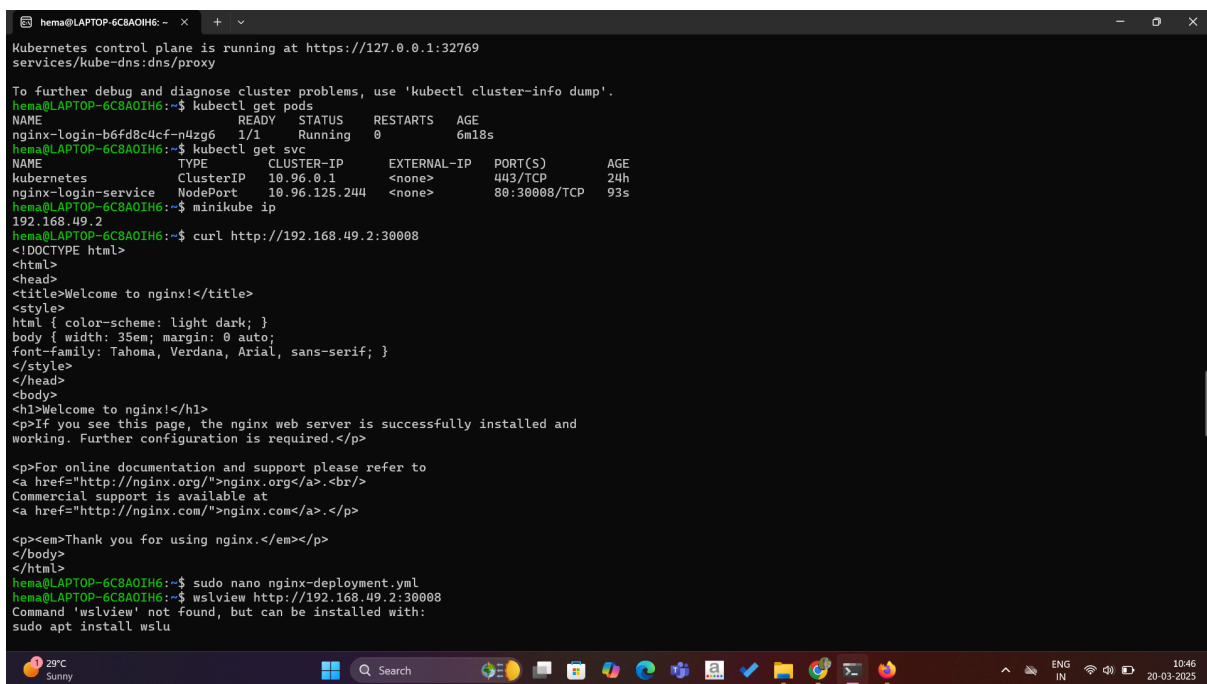 hema@LAPTOP-6C8AOIH6: ~
Kubernetes control plane is running at https://127.0.0.1:32769
services/kube-dns:dns/proxy
To further debug and diagnose cluster problems, use 'kubectl cluster-info dump'.
hema@LAPTOP-6C8AOIH6:~$ kubectl get pods
NAME READY STATUS RESTARTS AGE
nginx-login-b6fd8c4cf-n4zg6 1/1 Running 0 6m18s
hema@LAPTOP-6C8AOIH6:~$ kubectl get svc
NAME TYPE CLUSTER-IP EXTERNAL-IP PORT(S) AGE
kubernetes ClusterIP 10.96.0.1 <none> 443/TCP 24h
nginx-login-service NodePort 10.96.125.244 <none> 80:30008/TCP 93s
hema@LAPTOP-6C8AOIH6:~$ minikube ip
192.168.49.2
hema@LAPTOP-6C8AOIH6:~$ curl http://192.168.49.2:30008
<!DOCTYPE html>
<html>
<head>
<title>Welcome to nginx!</title>
<style>
html { color-scheme: light dark; }
body { width: 35em; margin: 0 auto;
font-family: Tahoma, Verdana, Arial, sans-serif; }
</style>
</head>
<body>
<h1>Welcome to nginx!</h1>
<p>If you see this page, the nginx web server is successfully installed and
working. Further configuration is required.</p>
<p>For online documentation and support please refer to
<a href="http://nginx.org/">nginx.org</a>.<br/>
Commercial support is available at
<a href="http://nginx.com/">nginx.com</a>.</p>
<p><em>Thank you for using nginx.</em></p>
</body>
</html>
hema@LAPTOP-6C8AOIH6:~$ sudo nano nginx-deployment.yml
hema@LAPTOP-6C8AOIH6:~$ wslview http://192.168.49.2:30008
Command 'wslview' not found, but can be installed with:
sudo apt install wslu
1
29°C
Sunny
Search
a
ENG
IN
10:46
20-03-2025